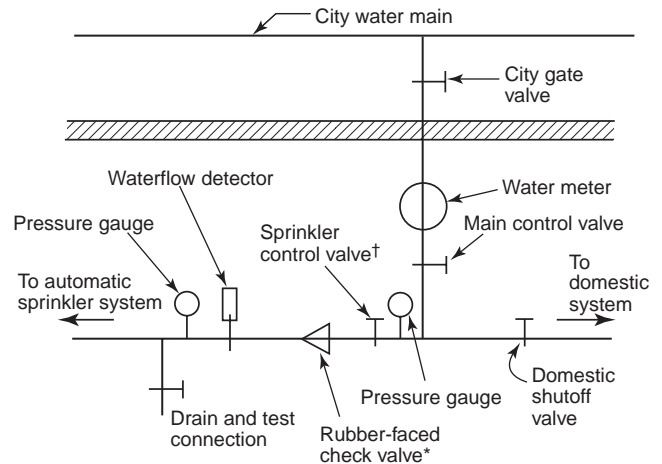 City water main
City gate
valve
Waterflow detector
Water meter
Pressure gauge
Sprinkler
control valve†
Main control valve
To automatic
sprinkler system
To
domestic
system
Drain and test
connection
Rubber-faced
check valve*
Pressure gauge
Domestic
shutoff
valve